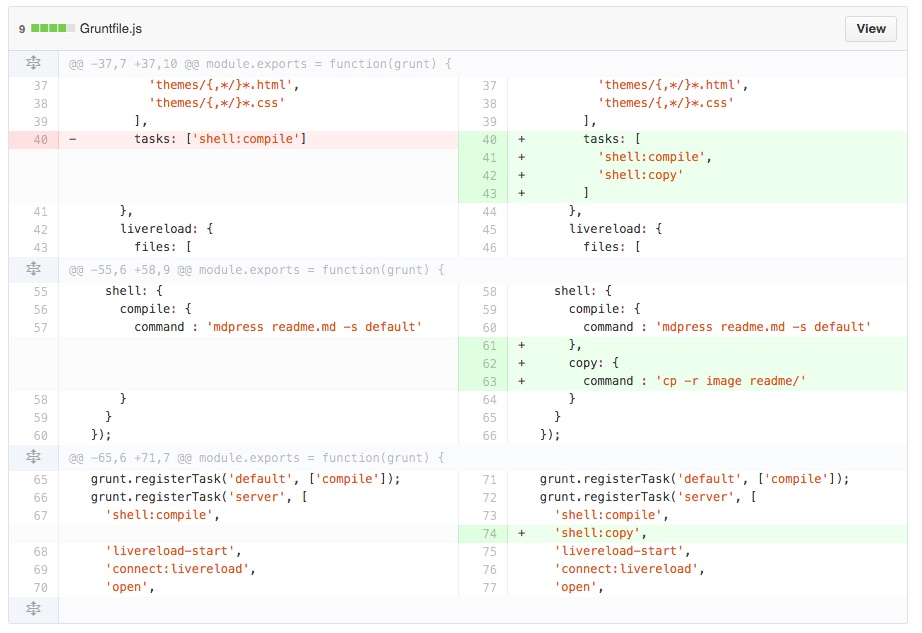 9 Gruntfile.js View
@@ -37,7 +37,10 @@ module.exports = function(grunt) {
37 'themes/{,*/}*.html', 37 'themes/{,*/}*.html',
38 'themes/{,*/}*.css' 38 'themes/{,*/}*.css'
39 ], 39 ],
40 - tasks: ['shell:compile'] 40 + tasks: [
41 + 'shell:compile',
42 + 'shell:copy'
43 + ]
41 }, 44 },
42 livereload: { 45 livereload: {
43 files: [ 46 files: [
@@ -55,6 +58,9 @@ module.exports = function(grunt) {
55 shell: { 58 shell: {
56 compile: { 59 compile: {
57 command : 'mdpress readme.md -s default' 60 command : 'mdpress readme.md -s default'
61 + },
62 + copy: {
63 + command : 'cp -r image readme/'
58 } 64 }
59 } 65 }
60 }); 66 });
@@ -65,6 +71,7 @@ module.exports = function(grunt) {
65 grunt.registerTask('default', ['compile']); 71 grunt.registerTask('default', ['compile']);
66 grunt.registerTask('server', [ 72 grunt.registerTask('server', [
67 'shell:compile', 73 'shell:compile',
74 + 'shell:copy',
68 'livereload-start', 75 'livereload-start',
69 'connect:livereload', 76 'connect:livereload',
70 'open', 77 'open',